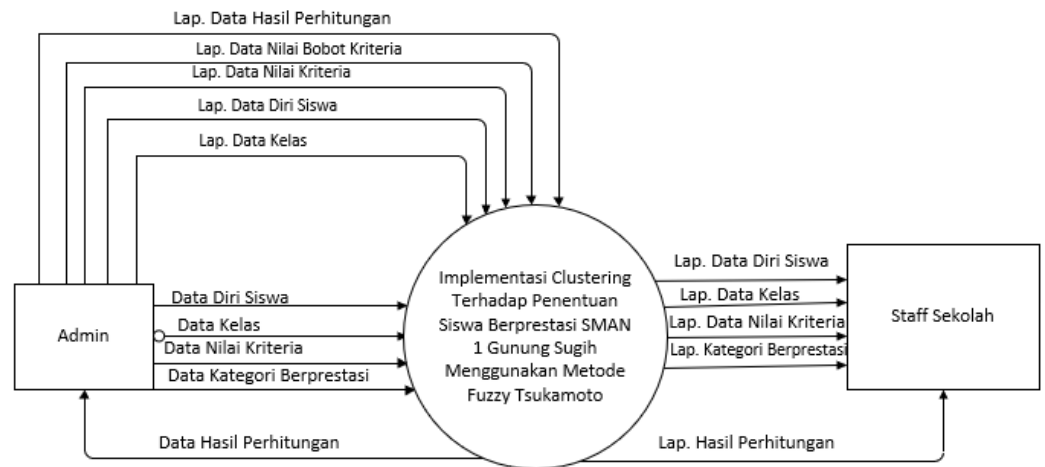 Lap. Data Hasil Perhitungan
Lap. Data Nilai Bobot Kriteria
Lap. Data Nilai Kriteria
Lap. Data Diri Siswa
Lap. Data Kelas
Admin
Data Diri Siswa
Data Kelas
Data Nilai Kriteria
Data Kategori Berprestasi
Implementasi Clustering
Terhadap Penentuan
Siswa Berprestasi SMAN
1 Gunung Sugih
Menggunakan Metode
Fuzzy Tsukamoto
Lap. Data Diri Siswa
Lap. Data Kelas
Lap. Data Nilai Kriteria
Lap. Kategori Berprestasi
Staff Sekolah
Data Hasil Perhitungan
Lap. Hasil Perhitungan